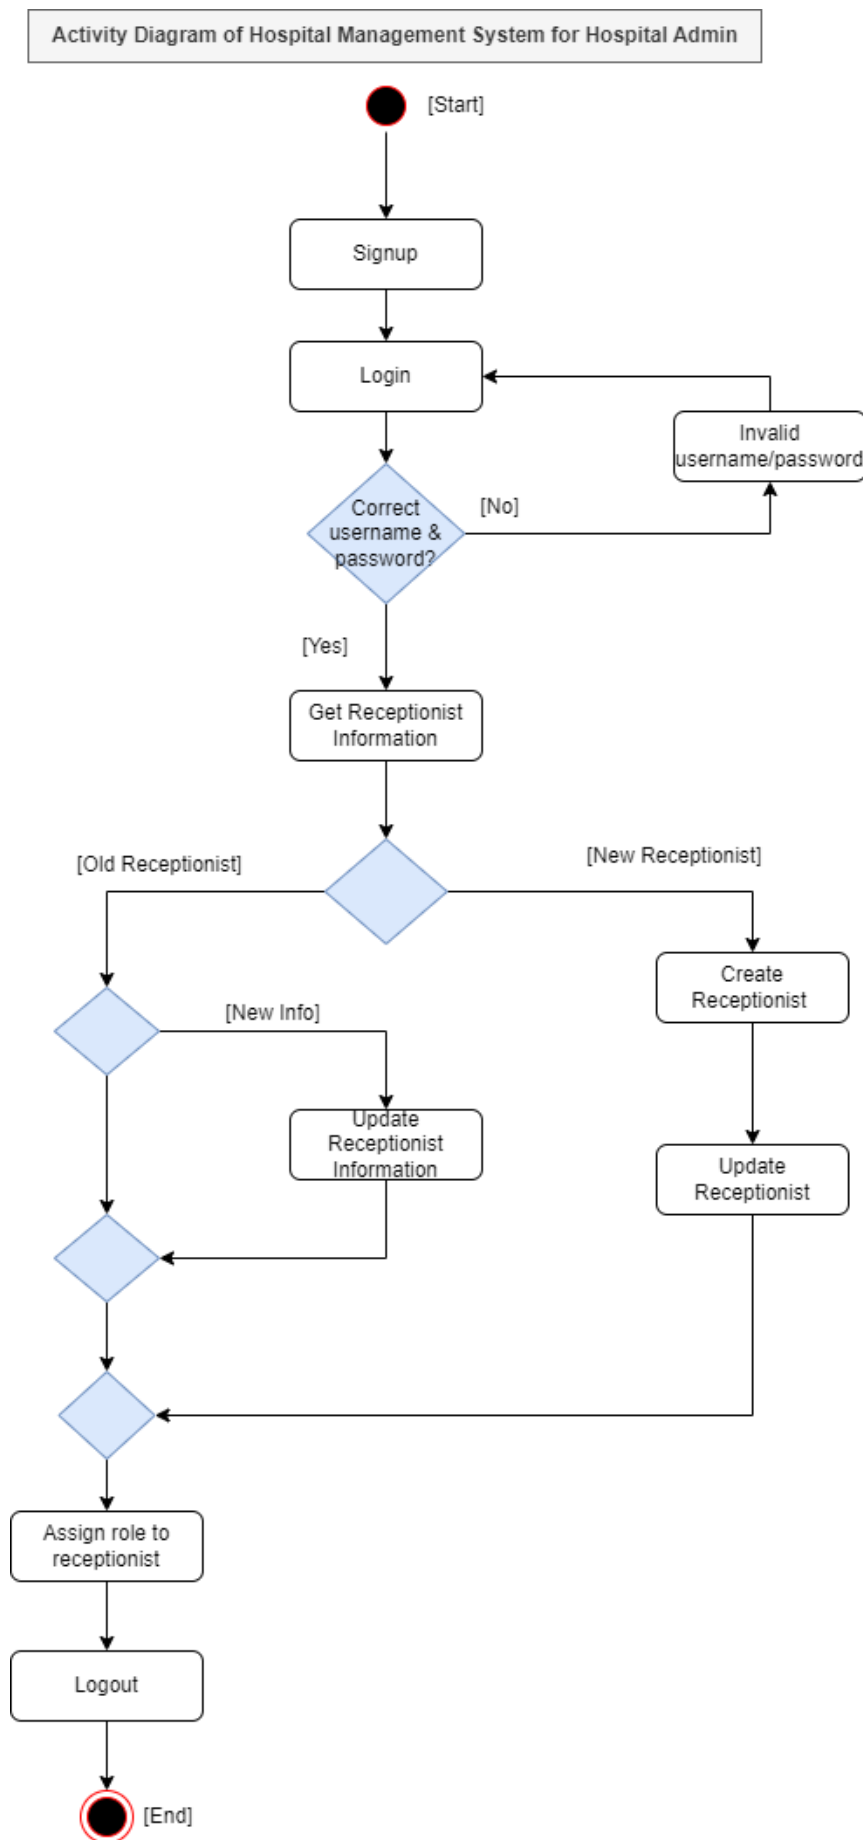 Activity Diagram of Hospital Management System for Hospital Admin
[Start]
Signup
Login
Invalid
username/password
Correct
username &
password?
[No]
[Yes]
Get Receptionist
Information
[Old Receptionist]
[New Receptionist]
Create
Receptionist
[New Info]
Update
Receptionist
Information
Update
Receptionist
Assign role to
receptionist
Logout
[End]